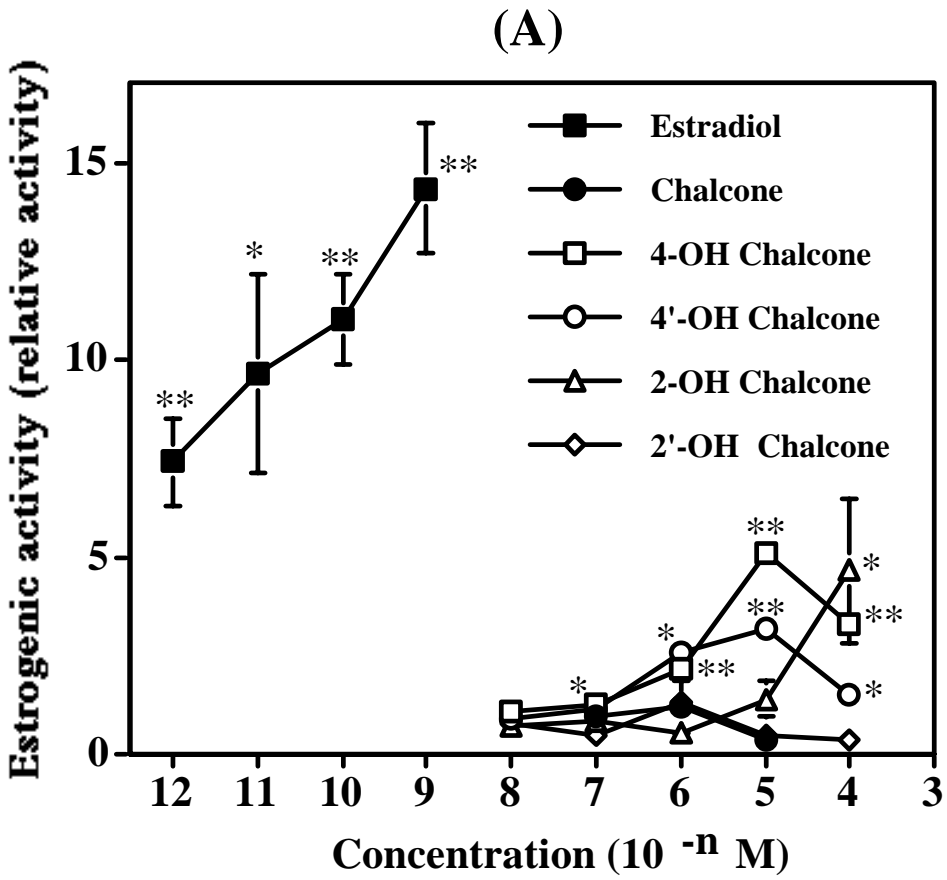 (A)
Estrogenic activity (relative activity)
15
10
5
0
Estradiol
Chalcone
4-OH Chalcone
4'-OH Chalcone
2-OH Chalcone
2'-OH Chalcone
**
*
**
**
**
*
*
**
**
*
**
*
*
12 11 10 9 8 7 6 5 4 3
Concentration (10 -n M)